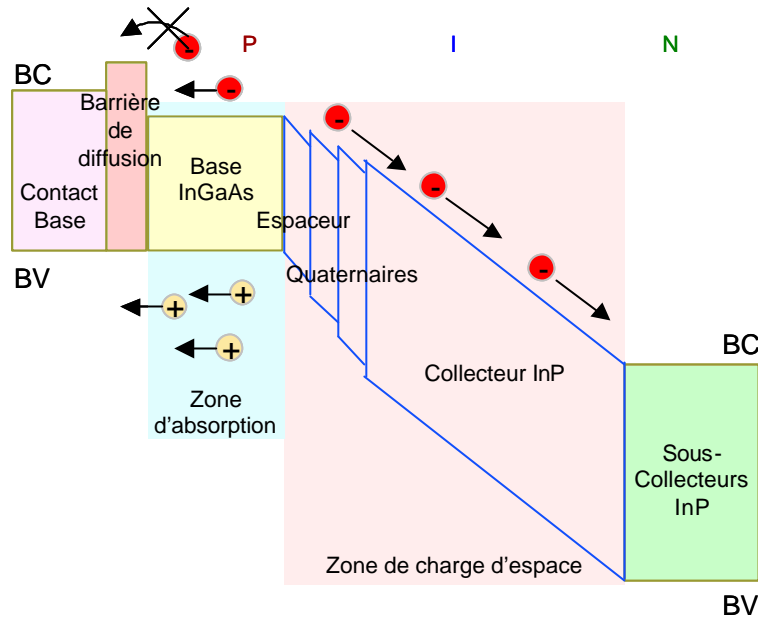 P
I
N
-
-
BC
Barrière
de
diffusion
-
-
-
Base
InGaAs
Contact
Base
Espaceur
BV
Quaternaires
+
+
+
Collecteur InP
BC
Zone
d'absorption
Sous-
Collecteurs
InP
Zone de charge d'espace
BV